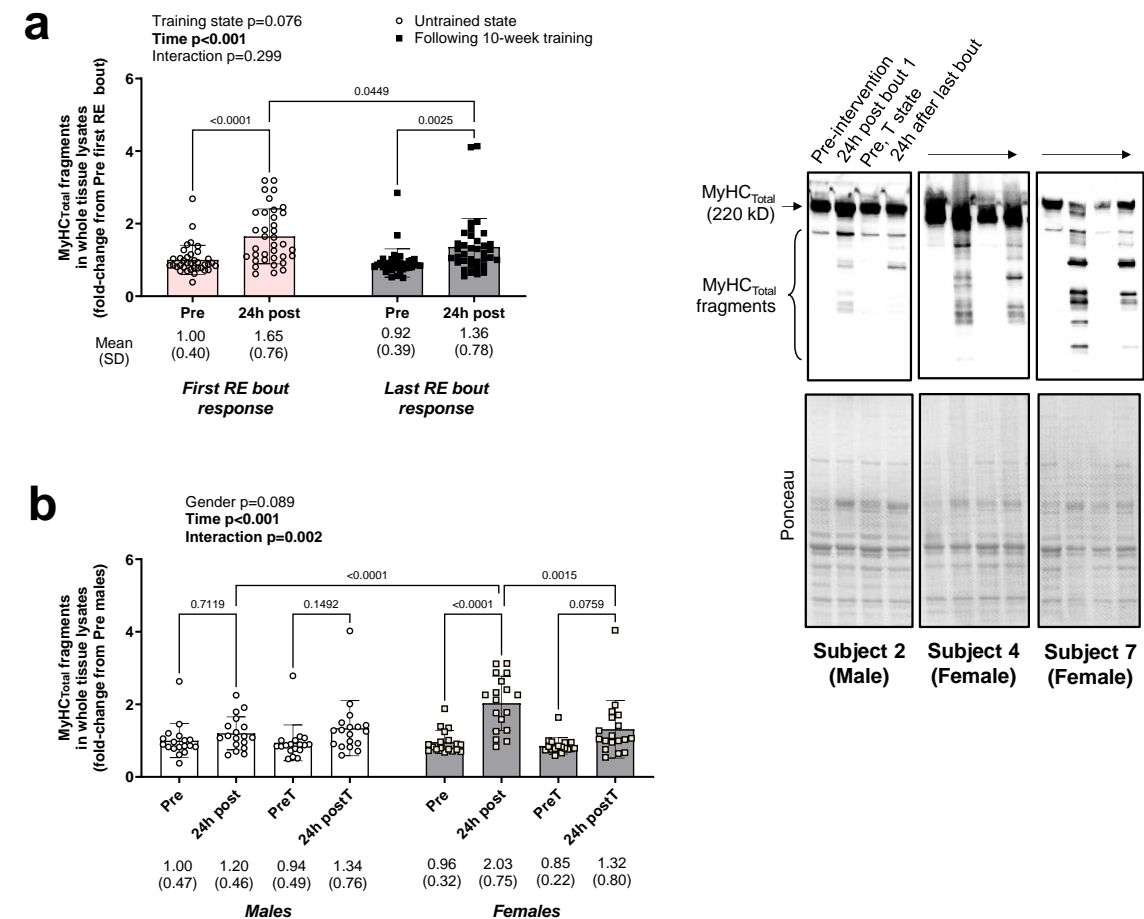 a
Training state p=0.076
Time p<0.001
Interaction p=0.299
Untrained state
Following 10-week training
MyHCTotal fragments
in whole tissue lysates
(fold-change from Pre first RE bout)
6
4
2
0
<0.0001
0.0449
0.0025
Pre
24h post
Pre
24h post
Mean
(SD)
1.00
(0.40)
1.65
(0.76)
0.92
(0.39)
1.36
(0.78)
First RE bout
response
Last RE bout
response
Pre-intervention
24h post bout 1
Pre, T state
24h after last bout
MyHCTotal
(220 kD)
MyHCTotal
fragments
Ponceau
Subject 2
(Male)
Subject 4
(Female)
Subject 7
(Female)
b
Gender p=0.089
Time p<0.001
Interaction p=0.002
MyHCTotal fragments
in whole tissue lysates
(fold-change from Pre males)
6
4
2
0
<0.0001
0.0015
0.7119
0.1492
<0.0001
0.0759
Pre
24h post
PreT
24h postT
Pre
24h post
PreT
24h postT
1.00
(0.47)
1.20
(0.46)
0.94
(0.49)
1.34
(0.76)
0.96
(0.32)
2.03
(0.75)
0.85
(0.22)
1.32
(0.80)
Males
Females